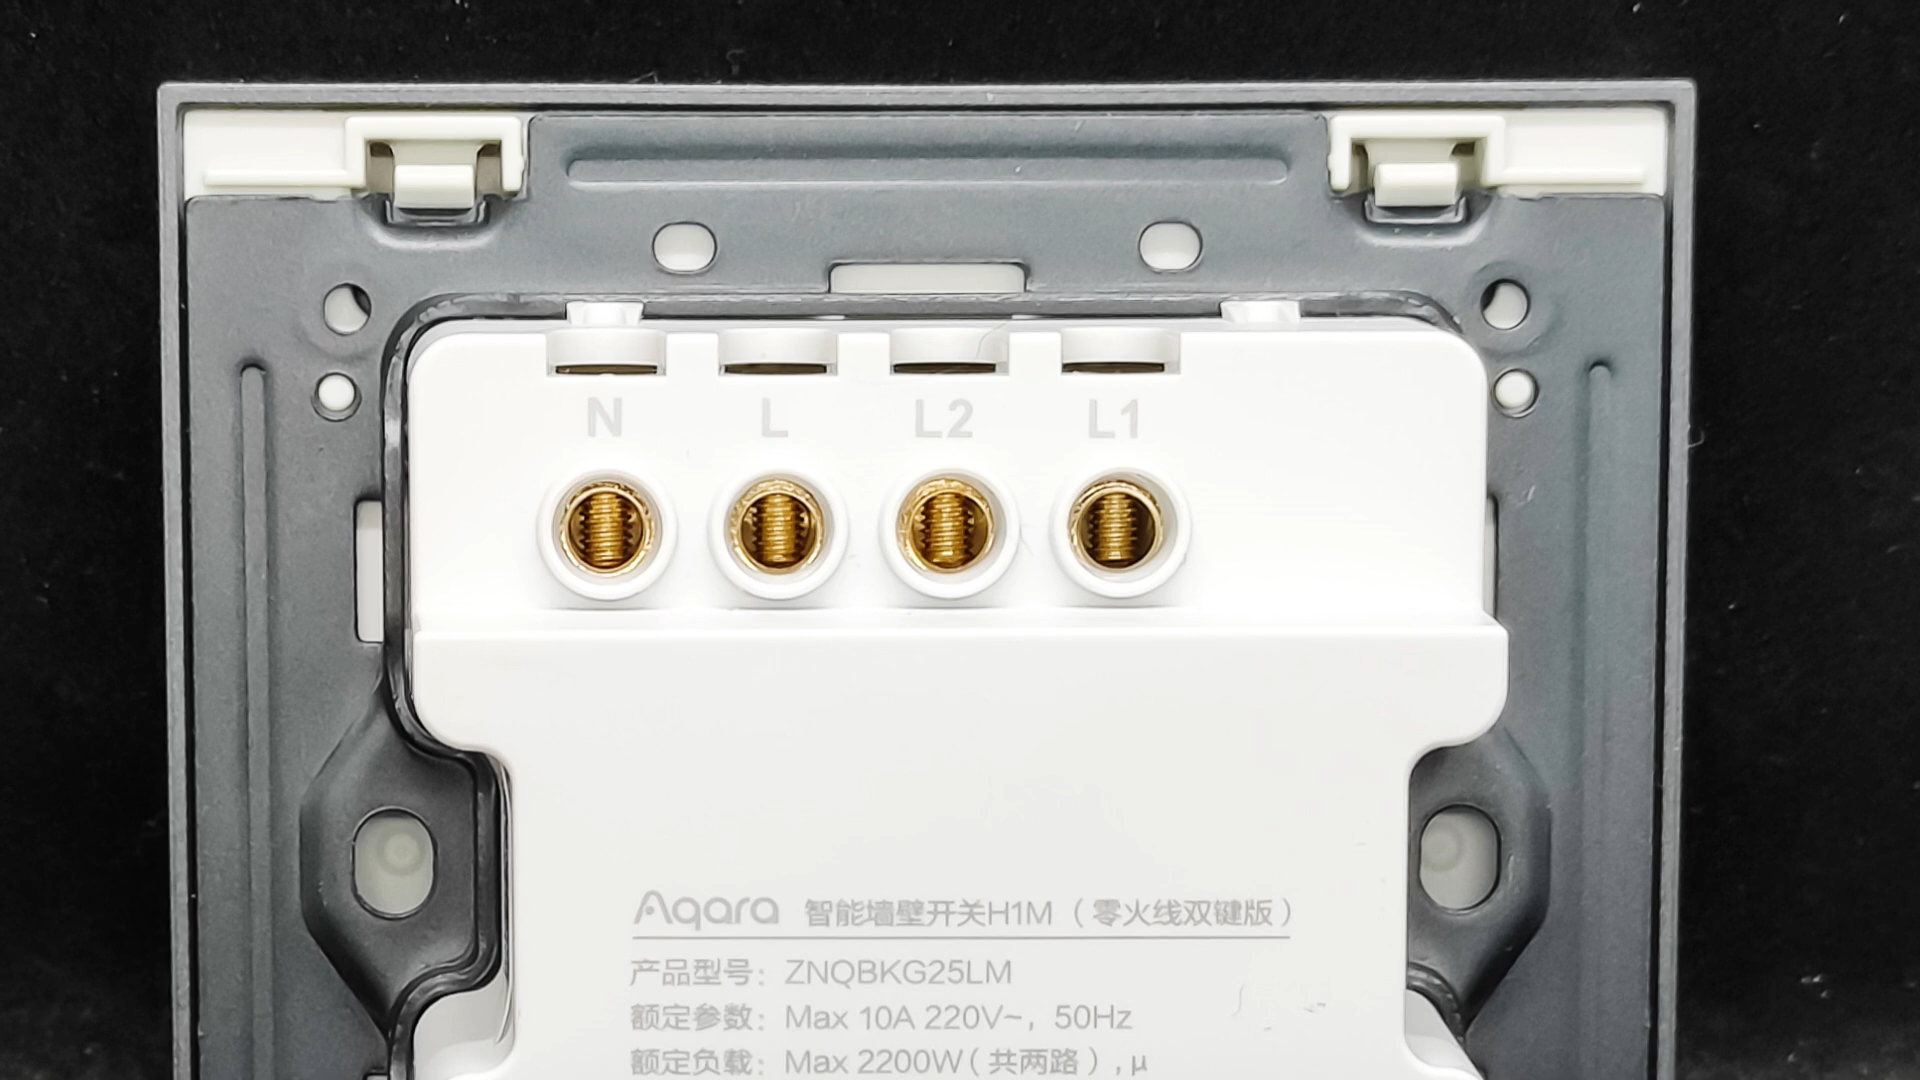 N L L2 L1
Aqara 智能墙壁开关H1M（零火线双键版）
产品型号：ZNQBKG25LM
额定参数：Max 10A 220V~, 50Hz
额定负载：Max 2200W（共两路）, μ